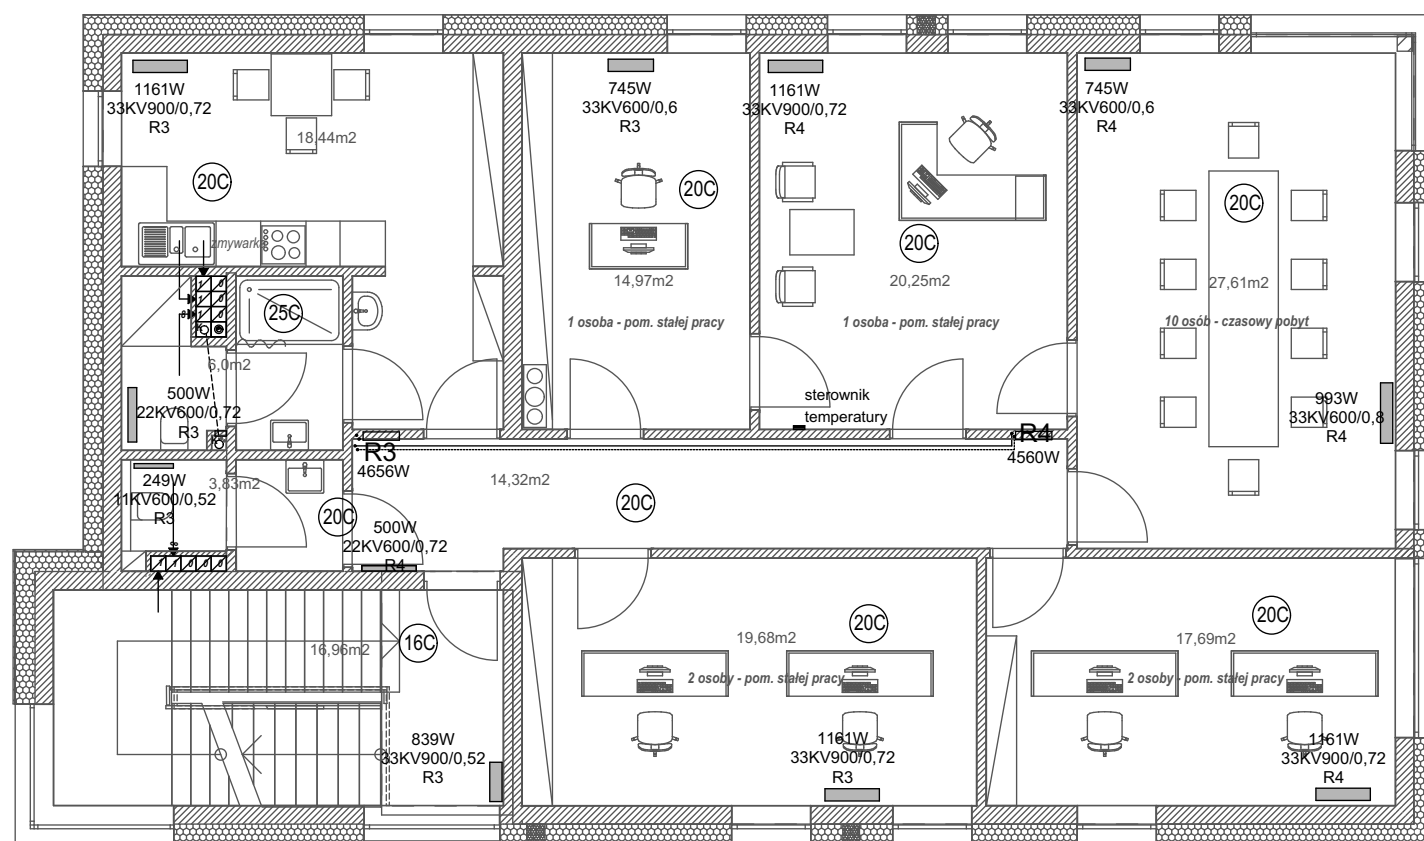 1161W
33KV900/0,72
R3
18,44m2
20C
zmywarka
745W
33KV600/0,6
R3
20C
14,97m2
1 osoba - pom. stałej pracy
1161W
33KV900/0,72
R4
20C
20,25m2
1 osoba - pom. stałej pracy
sterownik
temperatury
745W
33KV600/0,6
R4
20C
27,61m2
10 osób - czasowy pobyt
993W
33KV600/0,8
R4
25C
6,0m2
500W
22KV600/0,72
R3
249W
11KV600/0,52
R3
3,83m2
20C
R3
4656W
14,32m2
20C
R4
4560W
500W
22KV600/0,72
R4
16,96m2
16C
839W
33KV900/0,52
R3
19,68m2
20C
2 osoby - pom. stałej pracy
1161W
33KV900/0,72
R3
17,69m2
20C
2 osoby - pom. stałej pracy
1161W
33KV900/0,72
R4